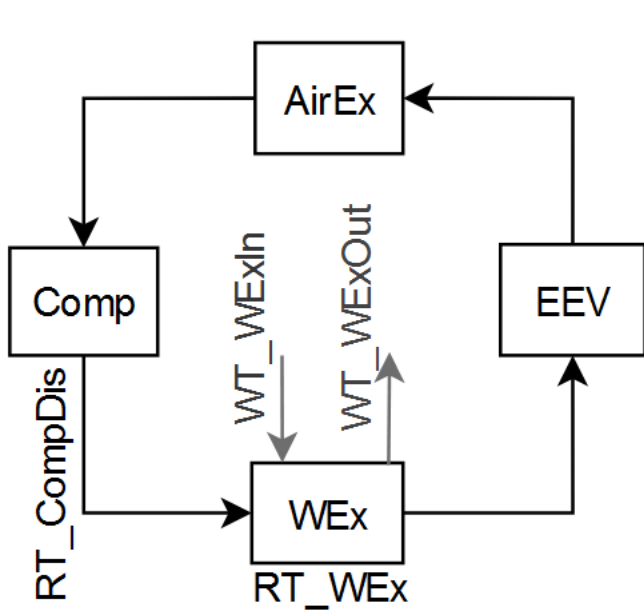 AirEx
Comp
WT_WExIn
WT_WExOut
EEV
RT_CompDis
WEx
RT_WEx